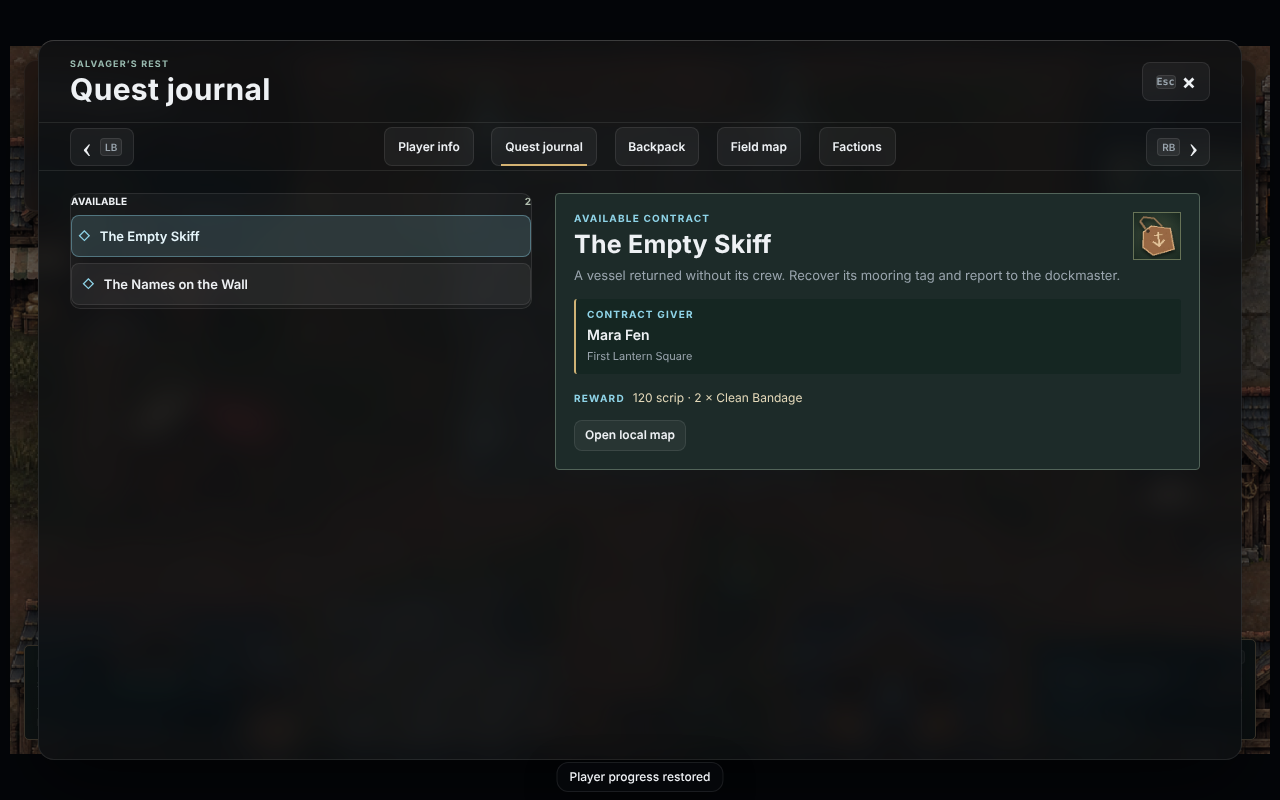 SALVAGER'S REST
Quest journal
Esc ×
‹ LB
Player info
Quest journal
Backpack
Field map
Factions
RB ›
AVAILABLE 2
The Empty Skiff
The Names on the Wall
AVAILABLE CONTRACT
The Empty Skiff
A vessel returned without its crew. Recover its mooring tag and report to the dockmaster.
CONTRACT GIVER
Mara Fen
First Lantern Square
REWARD 120 scrip · 2 × Clean Bandage
Open local map
Player progress restored